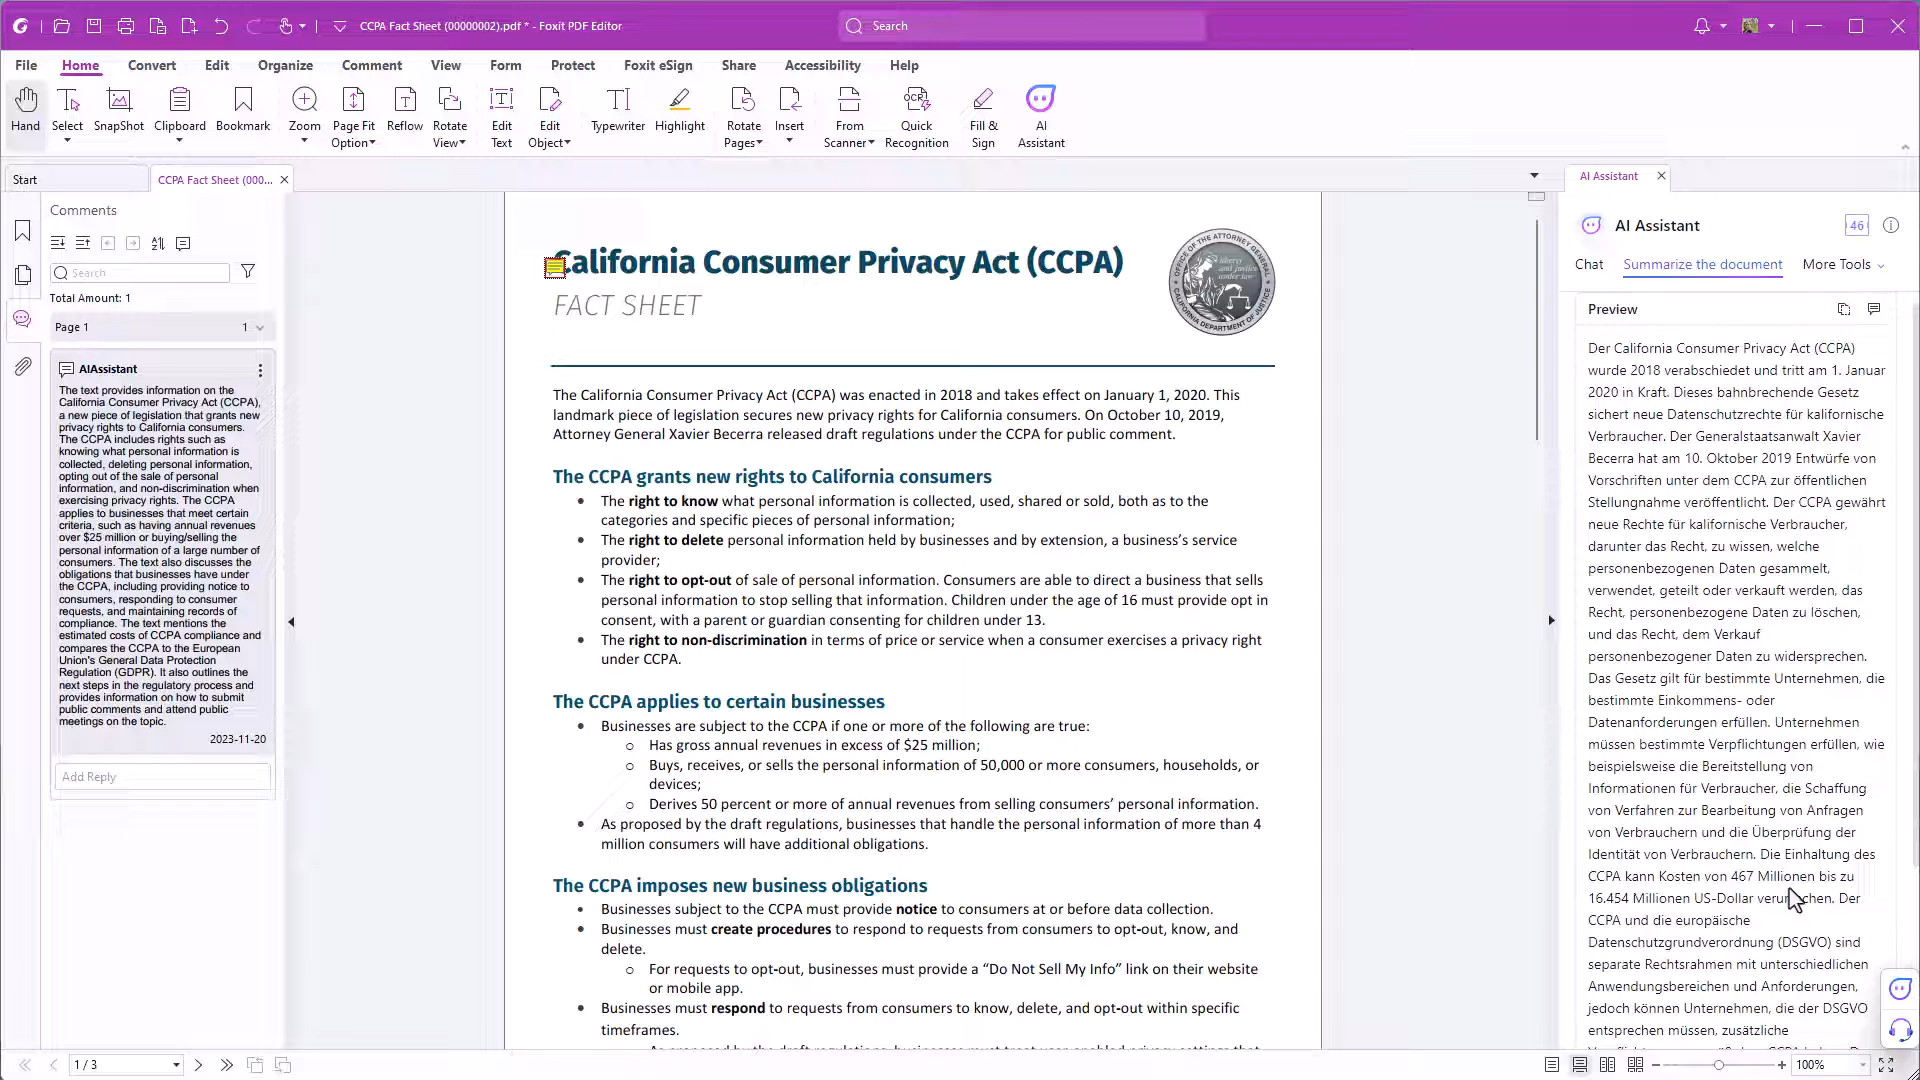 CCPA Fact Sheet (00000002).pdf * - Foxit PDF Editor
Search
File Home Convert Edit Organize Comment View Form Protect Foxit eSign Share Accessibility Help
Hand Select SnapShot Clipboard Bookmark Zoom Page Fit Option Reflow Rotate View Edit Text Edit Object Typewriter Highlight Rotate Pages Insert From Scanner OCR Quick Recognition Fill & Sign AI Assistant
Start
CCPA Fact Sheet (000...
AI Assistant
Comments
Search
Total Amount: 1
Page 1 1
AIAssistant
The text provides information on the
California Consumer Privacy Act (CCPA),
a new piece of legislation that grants new
privacy rights to California consumers.
The CCPA includes rights such as
knowing what personal information is
collected, deleting personal information,
opting out of the sale of personal
information, and non-discrimination when
exercising privacy rights. The CCPA
applies to businesses that meet certain
criteria, such as having annual revenues
over $25 million or buying/selling the
personal information of a large number of
consumers. The text also discusses the
obligations that businesses have under
the CCPA, including providing notice to
consumers, responding to consumer
requests, and maintaining records of
compliance. The text mentions the
estimated costs of CCPA compliance and
compares the CCPA to the European
Union's General Data Protection
Regulation (GDPR). It also outlines the
next steps in the regulatory process and
provides information on how to submit
public comments and attend public
meetings on the topic.
2023-11-20
Add Reply
California Consumer Privacy Act (CCPA)
FACT SHEET
OFFICE OF THE ATTORNEY GENERAL
liberty and justice under law
CALIFORNIA DEPARTMENT OF JUSTICE
The California Consumer Privacy Act (CCPA) was enacted in 2018 and takes effect on January 1, 2020. This
landmark piece of legislation secures new privacy rights for California consumers. On October 10, 2019,
Attorney General Xavier Becerra released draft regulations under the CCPA for public comment.
The CCPA grants new rights to California consumers
• The right to know what personal information is collected, used, shared or sold, both as to the
categories and specific pieces of personal information;
• The right to delete personal information held by businesses and by extension, a business’s service
provider;
• The right to opt-out of sale of personal information. Consumers are able to direct a business that sells
personal information to stop selling that information. Children under the age of 16 must provide opt in
consent, with a parent or guardian consenting for children under 13.
• The right to non-discrimination in terms of price or service when a consumer exercises a privacy right
under CCPA.
The CCPA applies to certain businesses
• Businesses are subject to the CCPA if one or more of the following are true:
o Has gross annual revenues in excess of $25 million;
o Buys, receives, or sells the personal information of 50,000 or more consumers, households, or
devices;
o Derives 50 percent or more of annual revenues from selling consumers’ personal information.
• As proposed by the draft regulations, businesses that handle the personal information of more than 4
million consumers will have additional obligations.
The CCPA imposes new business obligations
• Businesses subject to the CCPA must provide notice to consumers at or before data collection.
• Businesses must create procedures to respond to requests from consumers to opt-out, know, and
delete.
o For requests to opt-out, businesses must provide a “Do Not Sell My Info” link on their website
or mobile app.
• Businesses must respond to requests from consumers to know, delete, and opt-out within specific
timeframes.
AI Assistant
46
Chat Summarize the document More Tools
Preview
Der California Consumer Privacy Act (CCPA)
wurde 2018 verabschiedet und tritt am 1. Januar
2020 in Kraft. Dieses bahnbrechende Gesetz
sichert neue Datenschutzrechte für kalifornische
Verbraucher. Der Generalstaatsanwalt Xavier
Becerra hat am 10. Oktober 2019 Entwürfe von
Vorschriften unter dem CCPA zur öffentlichen
Stellungnahme veröffentlicht. Der CCPA gewährt
neue Rechte für kalifornische Verbraucher,
darunter das Recht, zu wissen, welche
personenbezogenen Daten gesammelt,
verwendet, geteilt oder verkauft werden, das
Recht, personenbezogene Daten zu löschen,
und das Recht, dem Verkauf
personenbezogener Daten zu widersprechen.
Das Gesetz gilt für bestimmte Unternehmen, die
bestimmte Einkommens- oder
Datenanforderungen erfüllen. Unternehmen
müssen bestimmte Verpflichtungen erfüllen, wie
beispielsweise die Bereitstellung von
Informationen für Verbraucher, die Schaffung
von Verfahren zur Bearbeitung von Anfragen
von Verbrauchern und die Überprüfung der
Identität von Verbrauchern. Die Einhaltung des
CCPA kann Kosten von 467 Millionen bis zu
16.454 Millionen US-Dollar verursachen. Der
CCPA und die europäische
Datenschutzgrundverordnung (DSGVO) sind
separate Rechtsrahmen mit unterschiedlichen
Anwendungsbereichen und Anforderungen,
jedoch können Unternehmen, die der DSGVO
entsprechen müssen, zusätzliche
1 / 3
100%